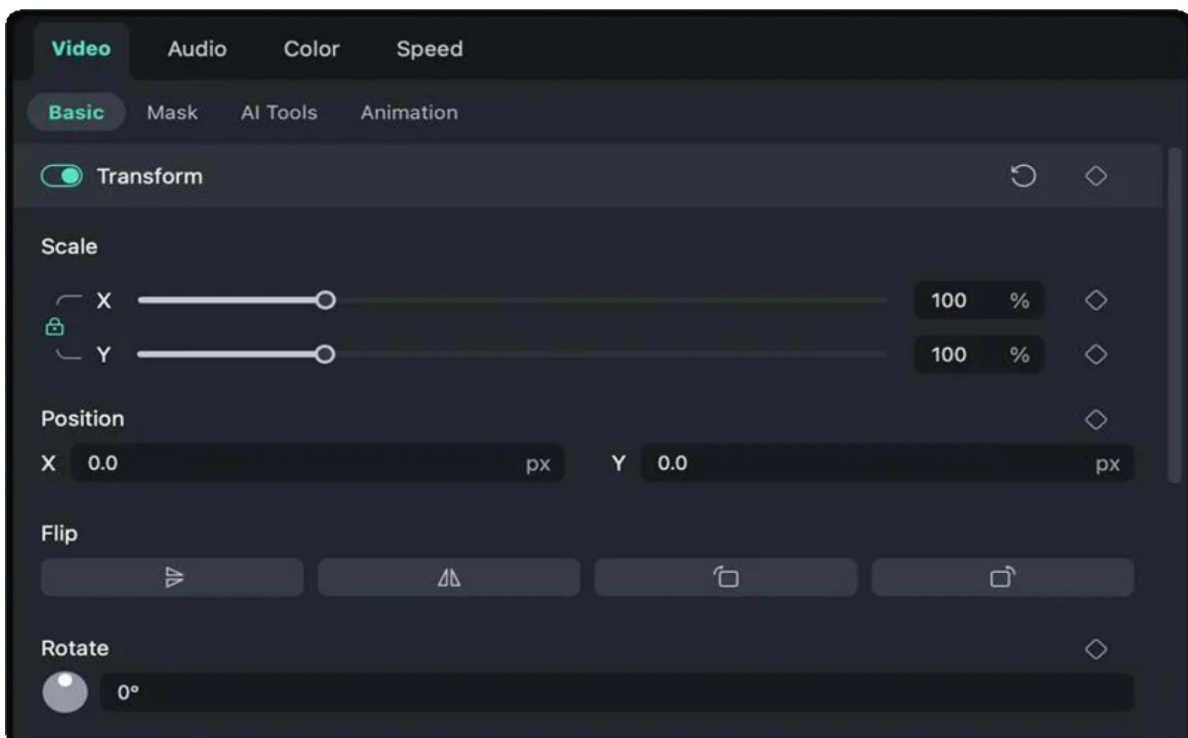 Video Audio Color Speed
Basic Mask AI Tools Animation
Transform
Scale
X 100 %
Y 100 %
Position
X 0.0 px Y 0.0 px
Flip
Rotate
0°